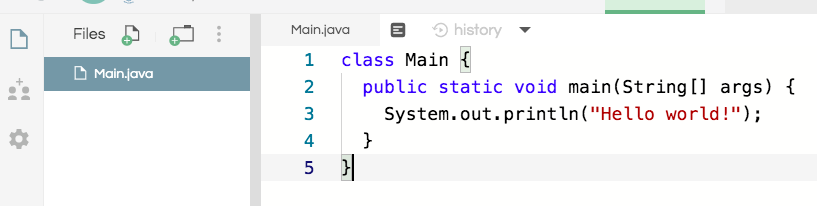 Files
Main.java
Main.java
history
1 class Main {
2   public static void main(String[] args) {
3     System.out.println("Hello world!");
4   }
5 }